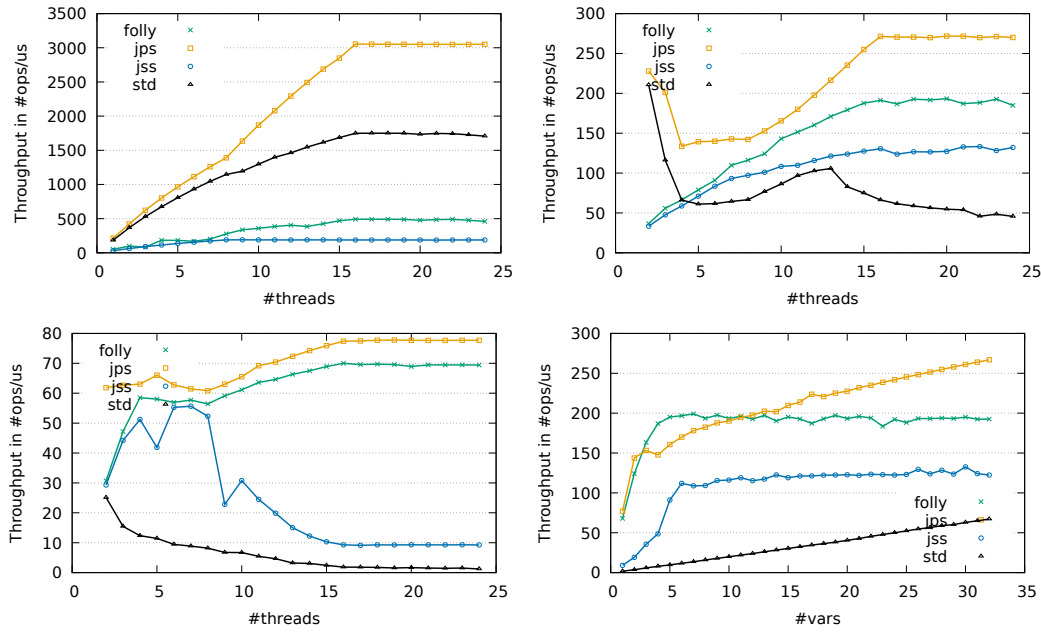 Throughput in #ops/us
3500
3000
2500
2000
1500
1000
500
0
folly
jps
jss
std
0 5 10 15 20 25
#threads
Throughput in #ops/us
300
250
200
150
100
50
0
folly
jps
jss
std
0 5 10 15 20 25
#threads
Throughput in #ops/us
80
70
60
50
40
30
20
10
0
folly
jps
jss
std
0 5 10 15 20 25
#threads
Throughput in #ops/us
300
250
200
150
100
50
0
folly
jps
jss
std
0 5 10 15 20 25 30 35
#vars